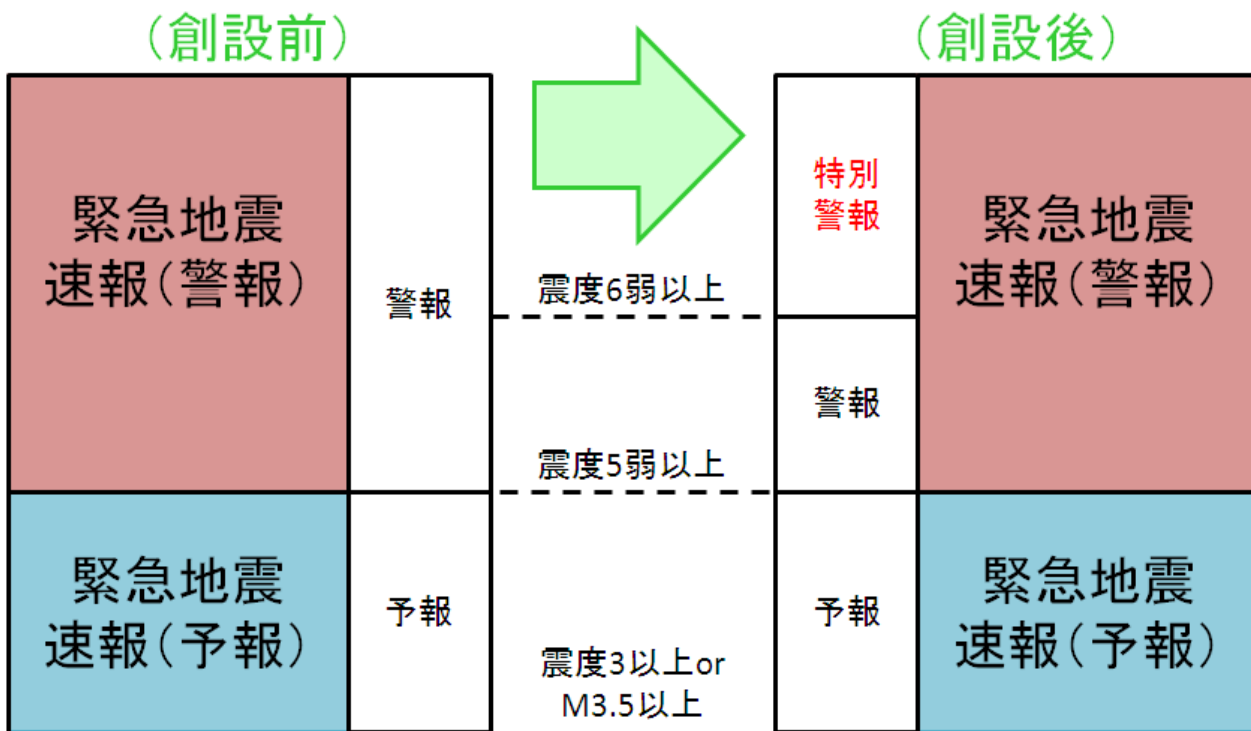 (創設前)
(創設後)
緊急地震
速報(警報)
警報
震度6弱以上
特別
警報
緊急地震
速報(警報)
警報
震度5弱以上
緊急地震
速報(予報)
予報
震度3以上or
M3.5以上
予報
緊急地震
速報(予報)